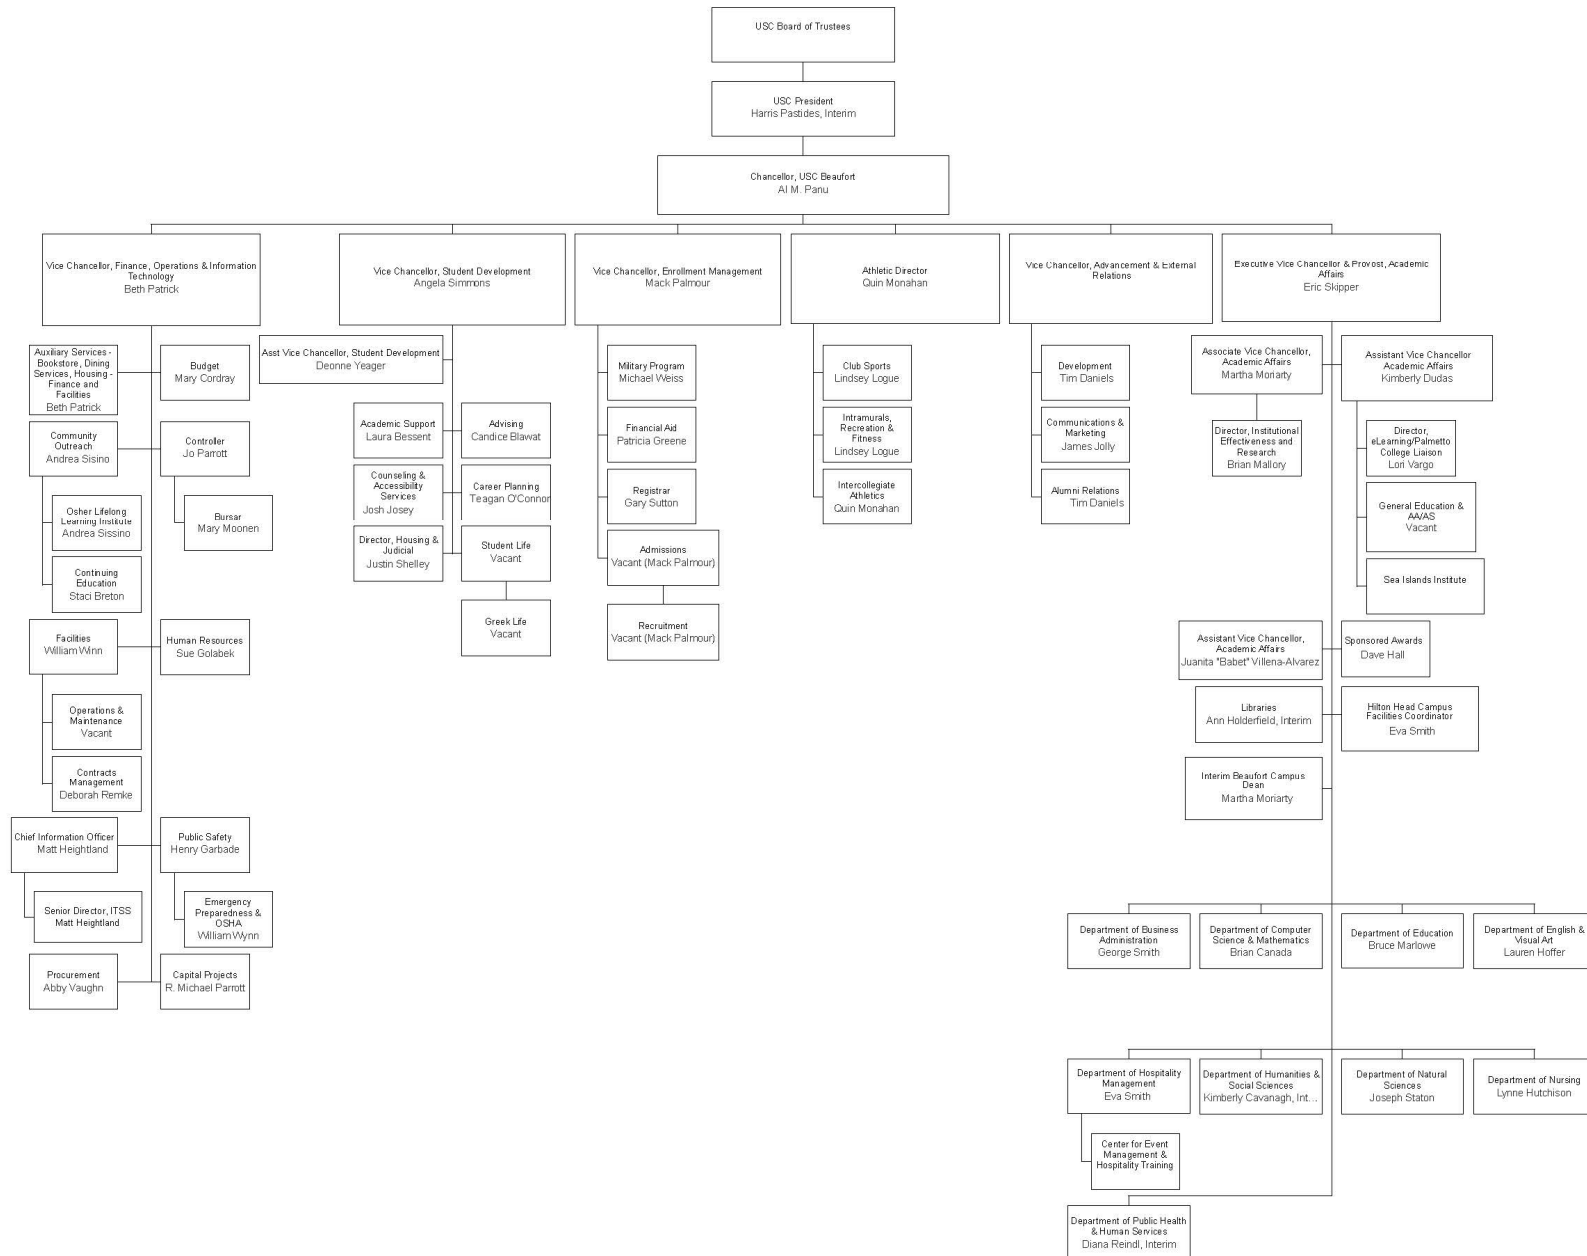 USC Board of Trustees
USC President
Harris Pastides, Interim
Chancellor, USC Beaufort
Al M. Panu
Vice Chancellor, Finance, Operations & Information
Technology
Beth Patrick
Vice Chancellor, Student Development
Angela Simmons
Vice Chancellor, Enrollment Management
Mack Palmour
Athletic Director
Quin Monahan
Vice Chancellor, Advancement & External
Relations
Executive Vice Chancellor & Provost, Academic
Affairs
Eric Skipper
Auxiliary Services -
Bookstore, Dining
Services, Housing -
Finance and
Facilities
Beth Patrick
Budget
Mary Cordray
Community
Outreach
Andrea Sisino
Controller
Jo Parrott
Osher Lifelong
Learning Institute
Andrea Sissino
Bursar
Mary Moonen
Continuing
Education
Staci Breton
Facilities
William Winn
Human Resources
Sue Golabek
Operations &
Maintenance
Vacant
Contracts
Management
Deborah Remke
Chief Information Officer
Matt Heightland
Public Safety
Henry Garbade
Senior Director, ITSS
Matt Heightland
Emergency
Preparedness &
OSHA
William Wynn
Procurement
Abby Vaughn
Capital Projects
R. Michael Parrott
Asst Vice Chancellor, Student Development
Deonne Yeager
Academic Support
Laura Bessent
Advising
Candice Blawat
Counseling &
Accessibility
Services
Josh Josey
Career Planning
Teagan O'Connor
Director, Housing &
Judicial
Justin Shelley
Student Life
Vacant
Greek Life
Vacant
Military Program
Michael Weiss
Financial Aid
Patricia Greene
Registrar
Gary Sutton
Admissions
Vacant (Mack Palmour)
Recruitment
Vacant (Mack Palmour)
Club Sports
Lindsey Logue
Intramurals,
Recreation &
Fitness
Lindsey Logue
Intercollegiate
Athletics
Quin Monahan
Development
Tim Daniels
Communications &
Marketing
James Jolly
Alumni Relations
Tim Daniels
Associate Vice Chancellor,
Academic Affairs
Martha Moriarty
Assistant Vice Chancellor
Academic Affairs
Kimberly Dudas
Director, Institutional
Effectiveness and
Research
Brian Mallory
Director,
eLearning/Palmetto
College Liaison
Lori Vargo
General Education &
AA/AS
Vacant
Sea Islands Institute
Assistant Vice Chancellor,
Academic Affairs
Juanita "Babet" Villena-Alvarez
Sponsored Awards
Dave Hall
Libraries
Ann Holderfield, Interim
Hilton Head Campus
Facilities Coordinator
Eva Smith
Interim Beaufort Campus
Dean
Martha Moriarty
Department of Business
Administration
George Smith
Department of Computer
Science & Mathematics
Brian Canada
Department of Education
Bruce Marlowe
Department of English &
Visual Art
Lauren Hoffer
Department of Hospitality
Management
Eva Smith
Department of Humanities &
Social Sciences
Kimberly Cavanagh, Int...
Department of Natural
Sciences
Joseph Staton
Department of Nursing
Lynne Hutchison
Center for Event
Management &
Hospitality Training
Department of Public Health
& Human Services
Diana Reindl, Interim